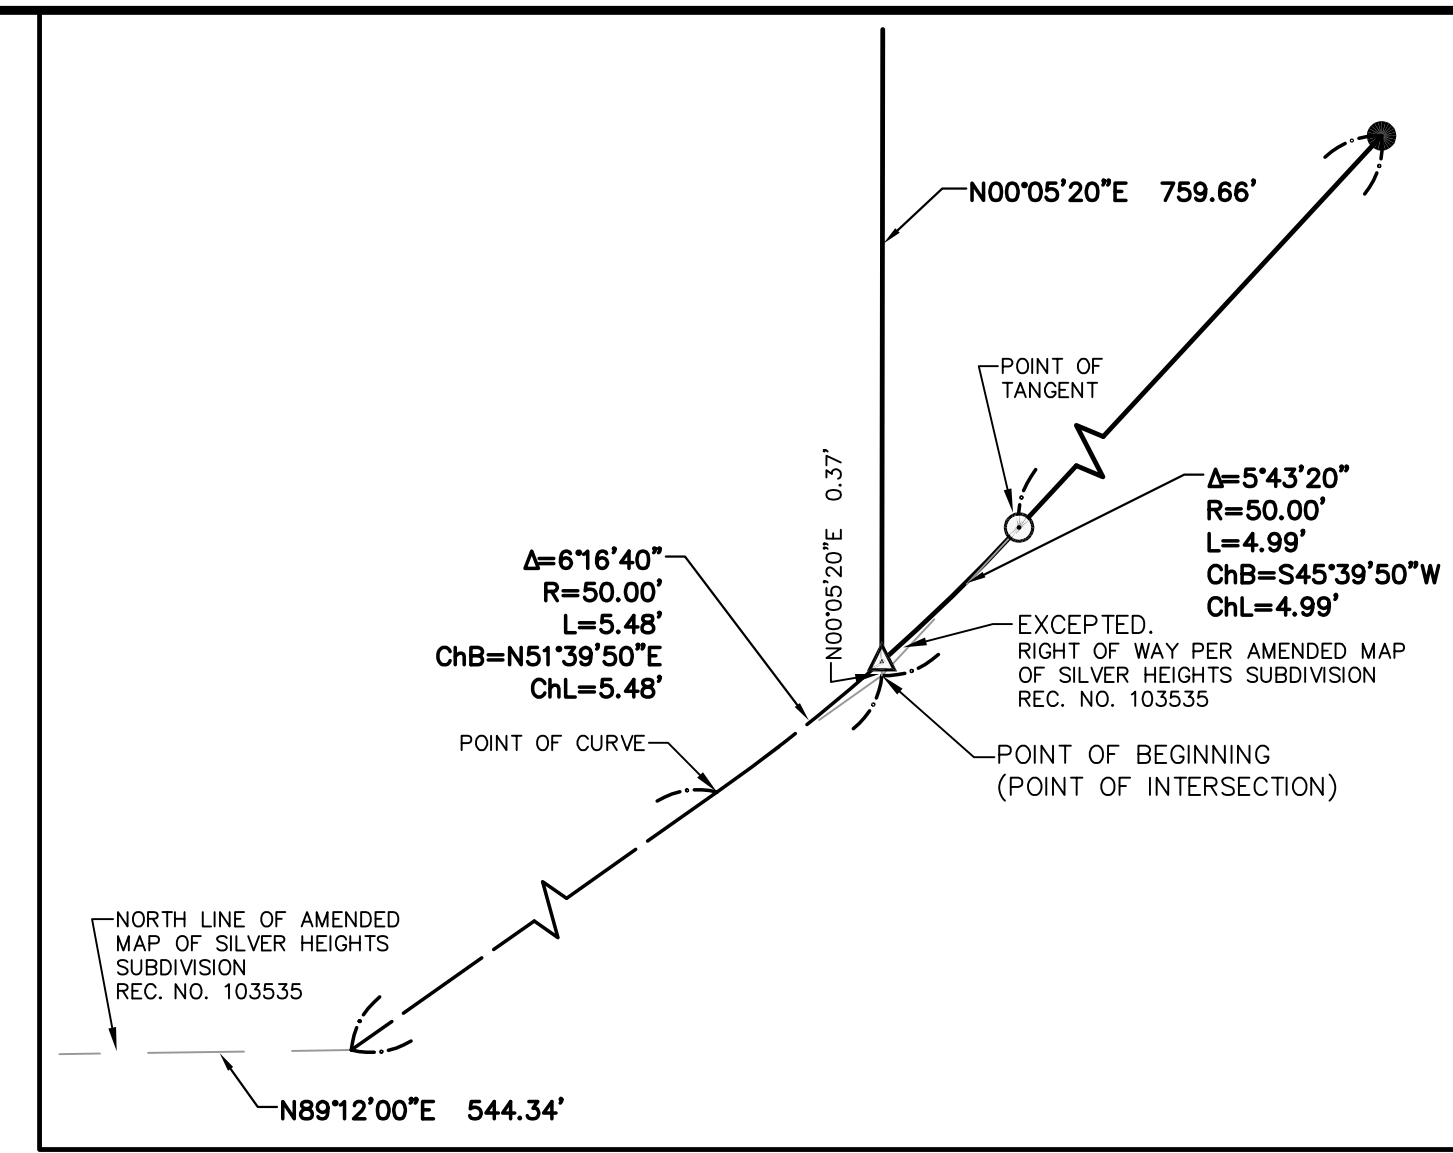 N00°05'20"E 759.66'
POINT OF
TANGENT
N00°05'20"E 0.37'
Δ=5°43'20"
R=50.00'
L=4.99'
ChB=S45°39'50"W
ChL=4.99'
Δ=6°16'40"
R=50.00'
L=5.48'
ChB=N51°39'50"E
ChL=5.48'
EXCEPTED.
RIGHT OF WAY PER AMENDED MAP
OF SILVER HEIGHTS SUBDIVISION
REC. NO. 103535
POINT OF CURVE
POINT OF BEGINNING
(POINT OF INTERSECTION)
NORTH LINE OF AMENDED
MAP OF SILVER HEIGHTS
SUBDIVISION
REC. NO. 103535
N89°12'00"E 544.34'